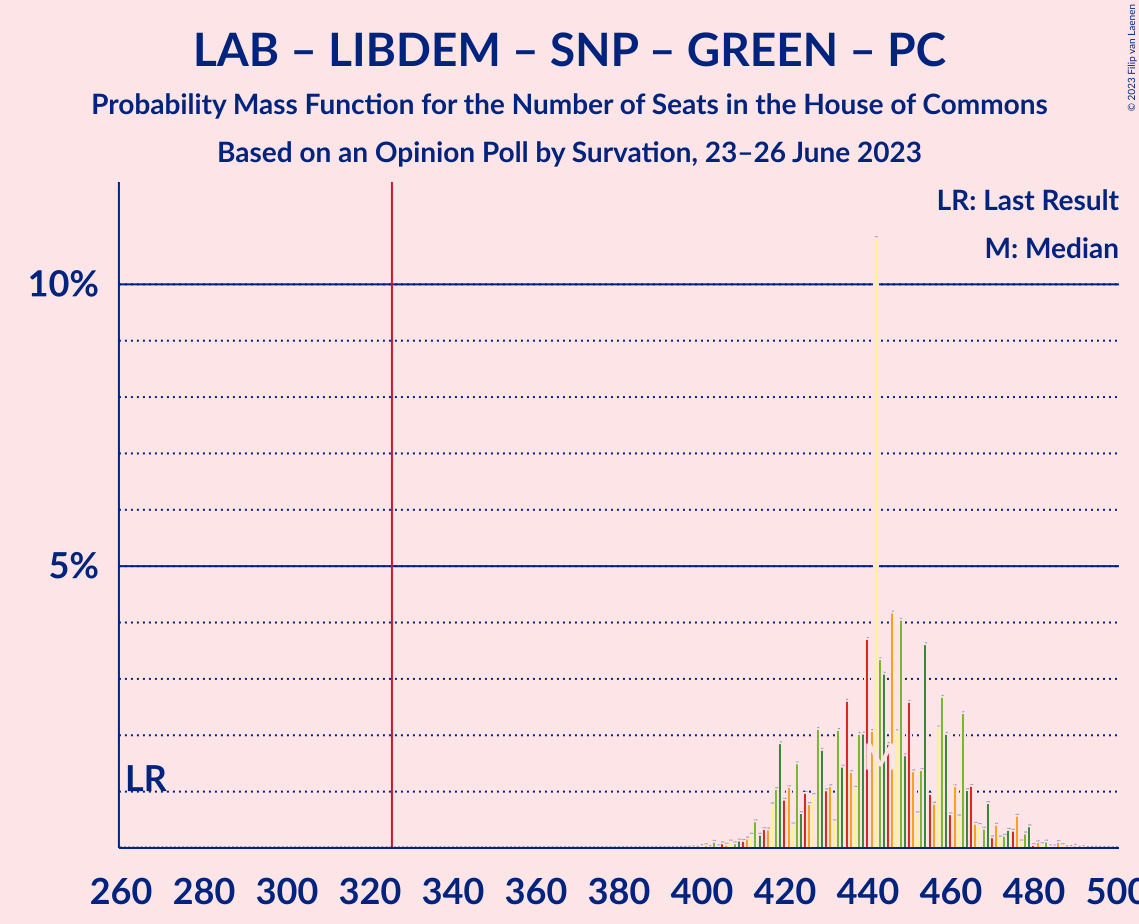 LAB – LIBDEM – SNP – GREEN – PC
Probability Mass Function for the Number of Seats in the House of Commons
Based on an Opinion Poll by Survation, 23–26 June 2023
© 2023 Filip van Laenen
LR: Last Result
M: Median
10%
5%
LR
M
260 280 300 320 340 360 380 400 420 440 460 480 500